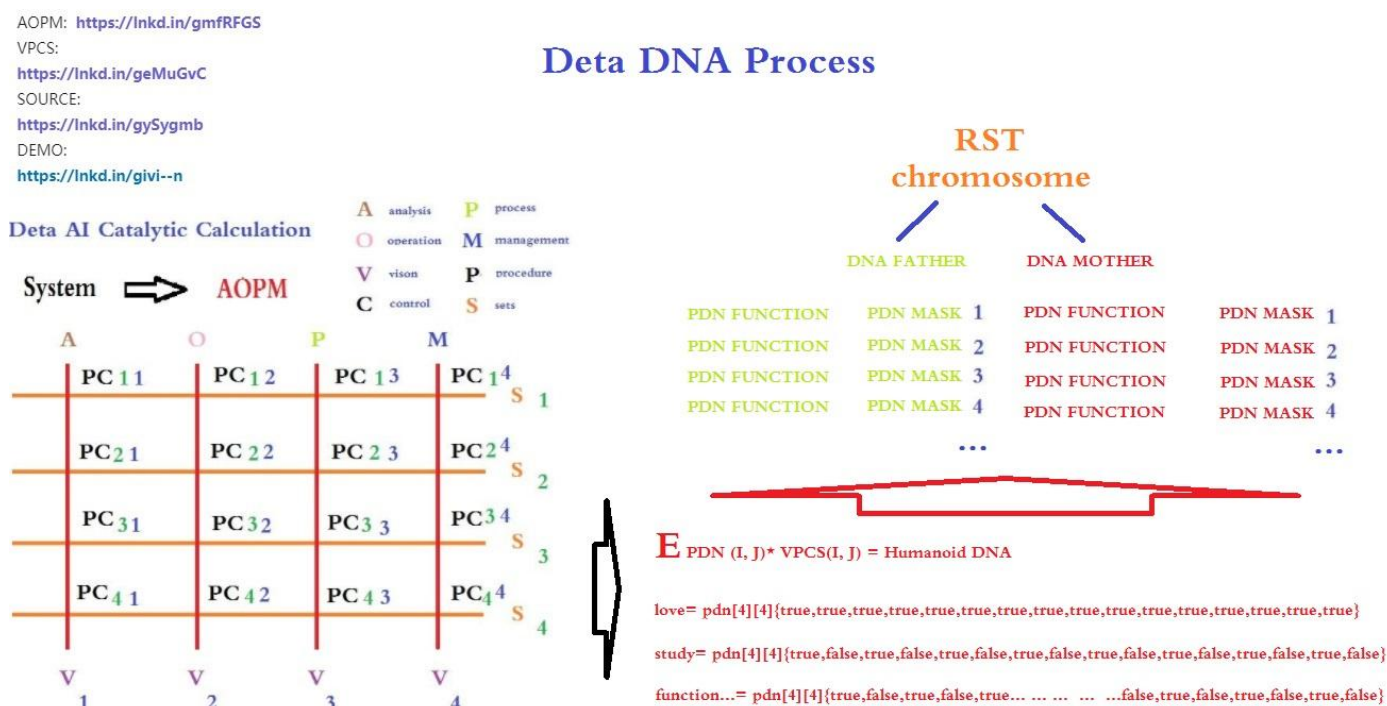 AOPM: https://lnkd.in/gmfRFGS
VPCS:
https://lnkd.in/geMuGvC
SOURCE:
https://lnkd.in/gySygmb
DEMO:
https://lnkd.in/givi--n
Deta DNA Process
Deta AI Catalytic Calculation
A analysis P process
O operation M management
V vison P procedure
C control S sets
System AOPM
A O P M
PC 1 1 PC 1 2 PC 1 3 PC 1 4
S 1
PC 2 1 PC 2 2 PC 2 3 PC 2 4
S 2
PC 3 1 PC 3 2 PC 3 3 PC 3 4
S 3
PC 4 1 PC 4 2 PC 4 3 PC 4 4
S 4
V V V V
1 2 3 4
RST
chromosome
DNA FATHER DNA MOTHER
PDN FUNCTION PDN MASK 1 PDN FUNCTION PDN MASK 1
PDN FUNCTION PDN MASK 2 PDN FUNCTION PDN MASK 2
PDN FUNCTION PDN MASK 3 PDN FUNCTION PDN MASK 3
PDN FUNCTION PDN MASK 4 PDN FUNCTION PDN MASK 4
... ...
E PDN (I, J)* VPCS(I, J) = Humanoid DNA
love= pdn[4][4]{true,true,true,true,true,true,true,true,true,true,true,true,true,true,true,true}
study= pdn[4][4]{true,false,true,false,true,false,true,false,true,false,true,false,true,false,true,false}
function...= pdn[4][4]{true,false,true,false,true... ... ... ... ...false,true,false,true,false,true,false}